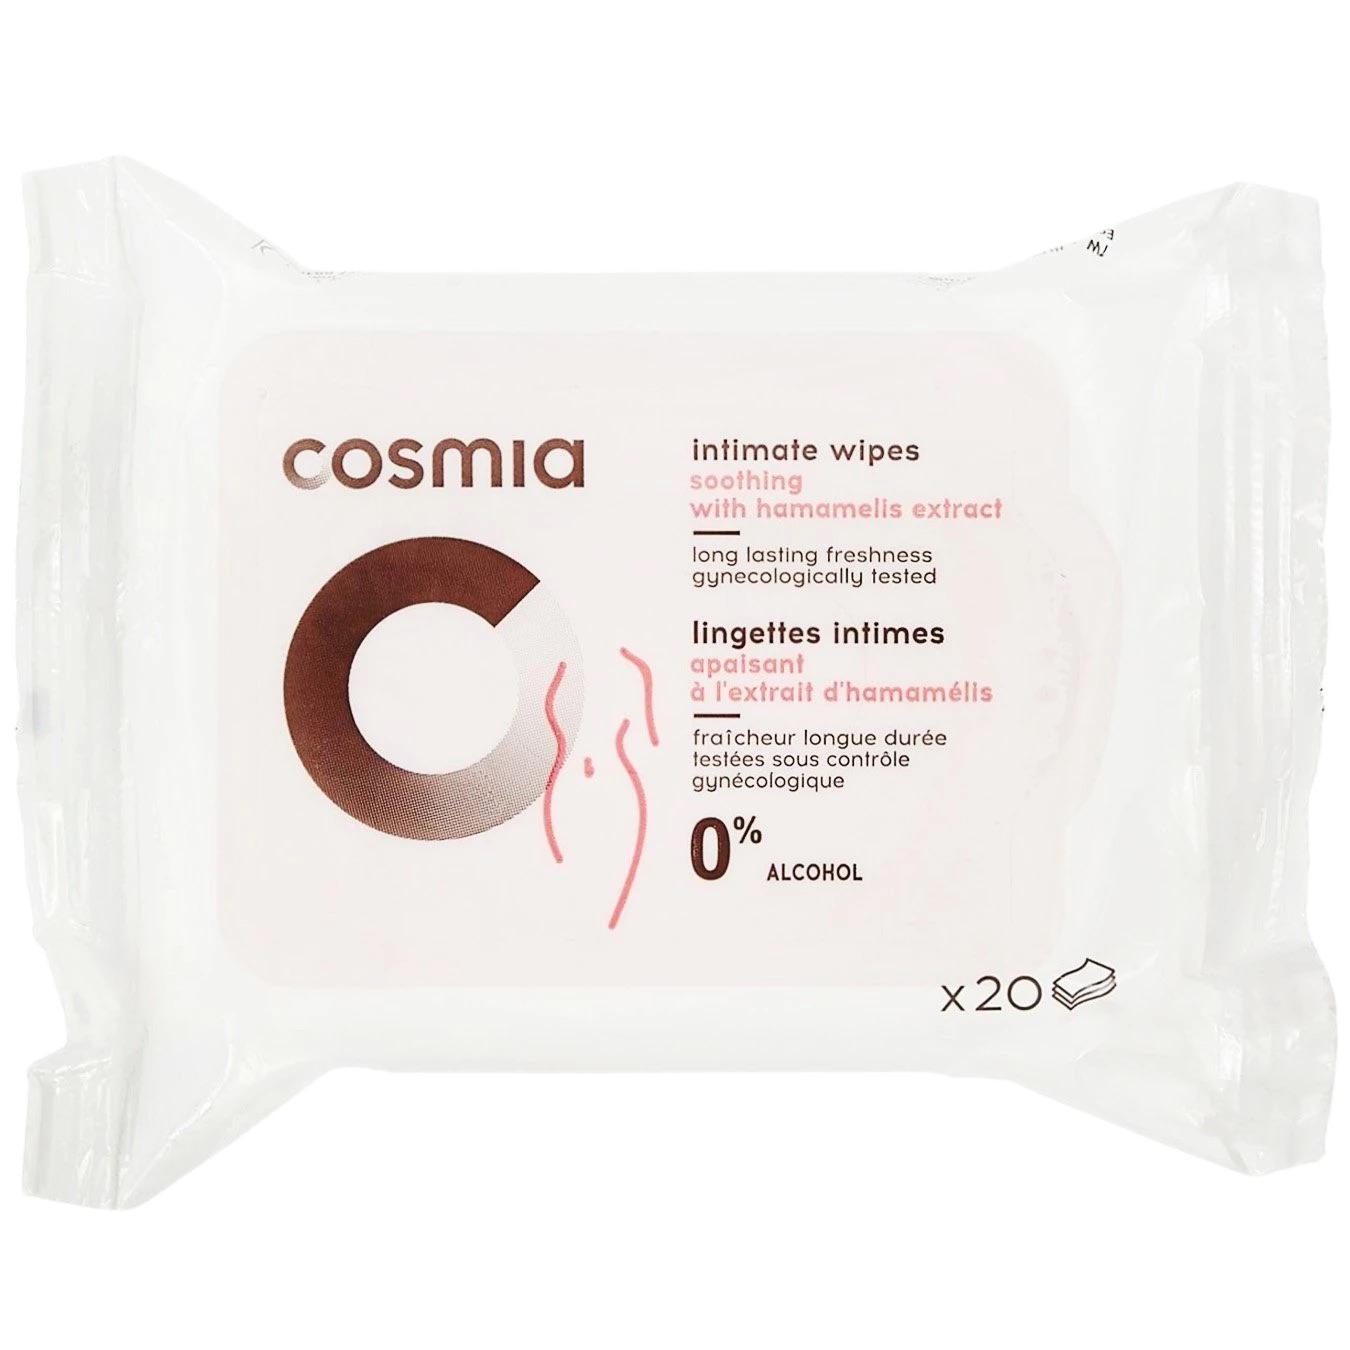 cosmia
intimate wipes
soothing
with hamamelis extract
long lasting freshness
gynecologically tested
lingettes intimes
apaisant
à l'extrait d'hamamélis
fraîcheur longue durée
testées sous contrôle
gynécologique
0% ALCOHOL
x20